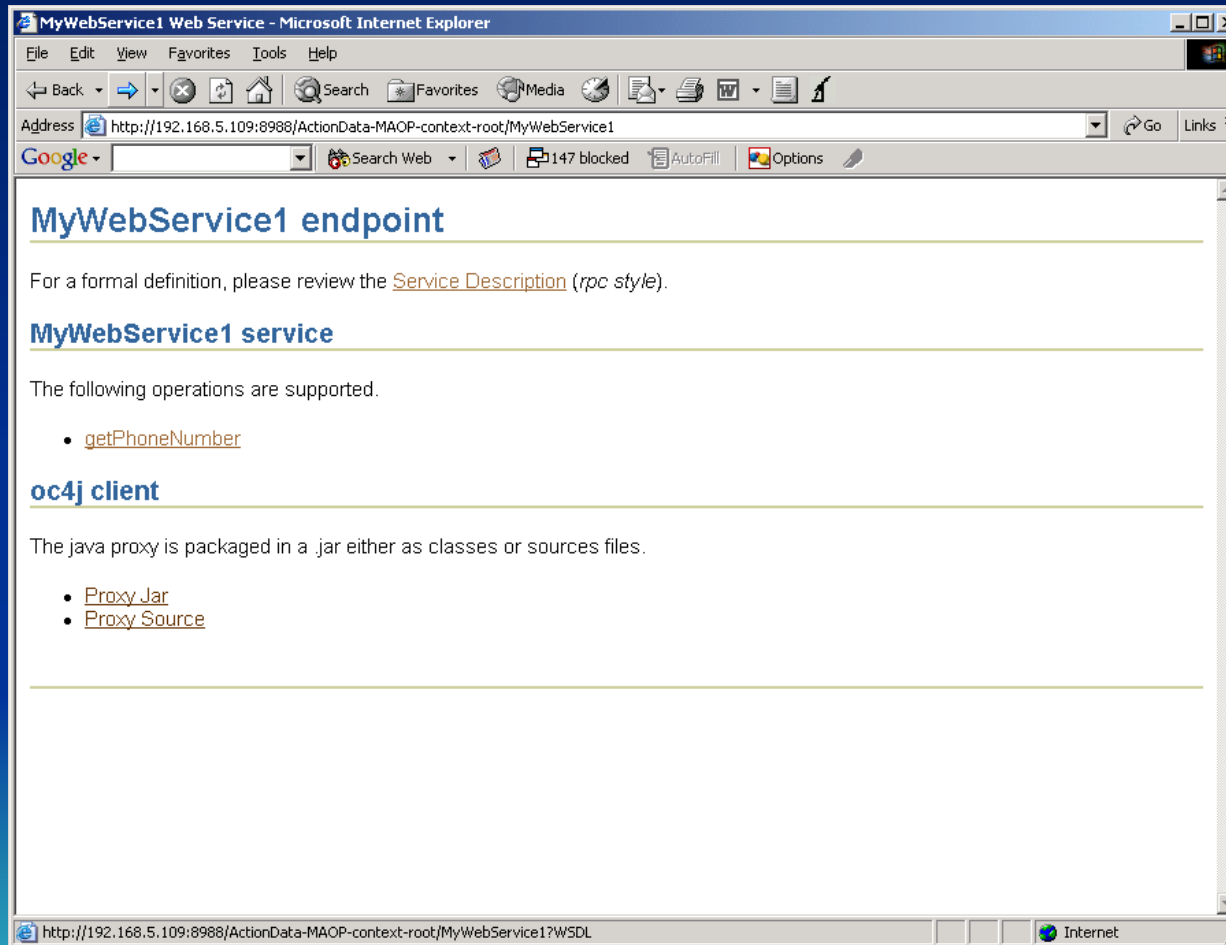 MyWebService1 Web Service - Microsoft Internet Explorer
File Edit View Favorites Tools Help
Back Search Favorites Media
Address http://192.168.5.109:8988/ActionData-MAOP-context-root/MyWebService1 Go Links
Google Search Web 147 blocked AutoFill Options
MyWebService1 endpoint
For a formal definition, please review the Service Description (rpc style).
MyWebService1 service
The following operations are supported.
• getPhoneNumber
oc4j client
The java proxy is packaged in a .jar either as classes or sources files.
• Proxy Jar
• Proxy Source
http://192.168.5.109:8988/ActionData-MAOP-context-root/MyWebService1?WSDL Internet